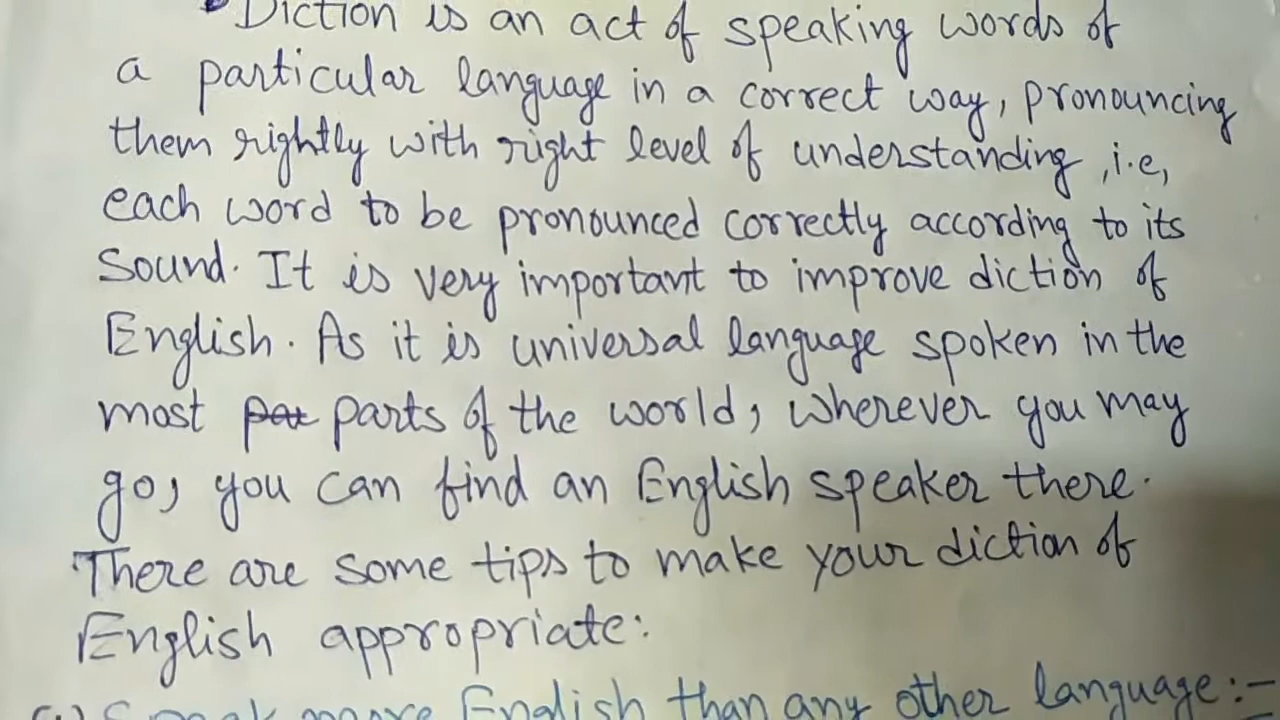 Diction is an act of speaking words of
a particular language in a correct way, pronouncing
them rightly with right level of understanding, i.e,
each word to be pronounced correctly according to its
Sound. It is very important to improve diction of
English. As it is universal language spoken in the
most pat parts of the world, wherever you may
go, you can find an English speaker there.
There are some tips to make your diction of
English appropriate:
Speak more English than any other language:-